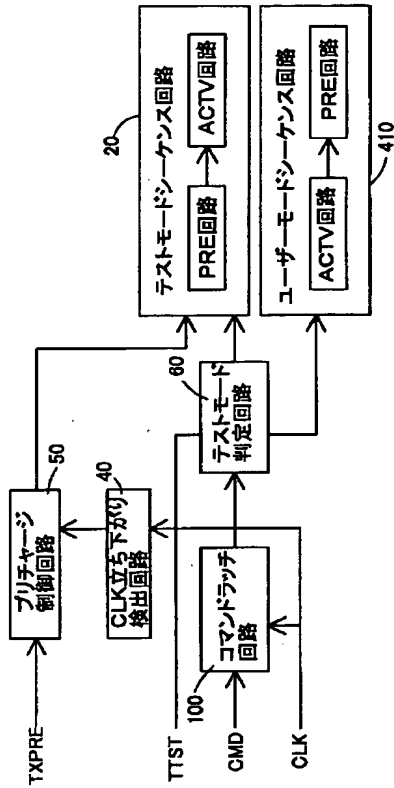 TXPRE
プリチャージ
制御回路
50
CLK立ち下がり
検出回路
40
TTST
CMD
CLK
100
コマンドラッチ
回路
60
テストモード
判定回路
20
テストモードシーケンス回路
PRE回路
ACTV回路
ユーザーモードシーケンス回路
ACTV回路
PRE回路
410